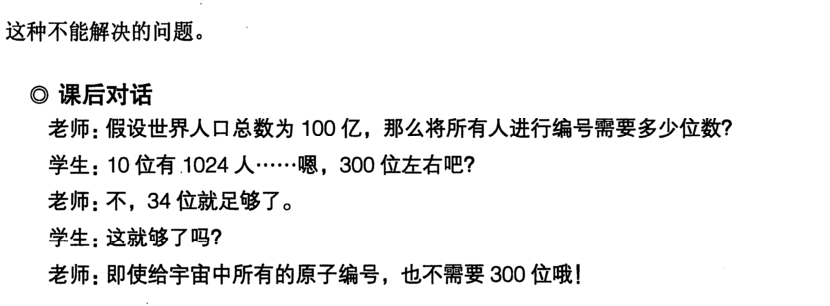 这种不能解决的问题。
◎ 课后对话
老师：假设世界人口总数为 100 亿，那么将所有人进行编号需要多少位数?
学生：10 位有 1024 人……嗯，300 位左右吧?
老师：不，34 位就足够了。
学生：这就够了吗?
老师：即使给宇宙中所有的原子编号，也不需要 300 位哦!